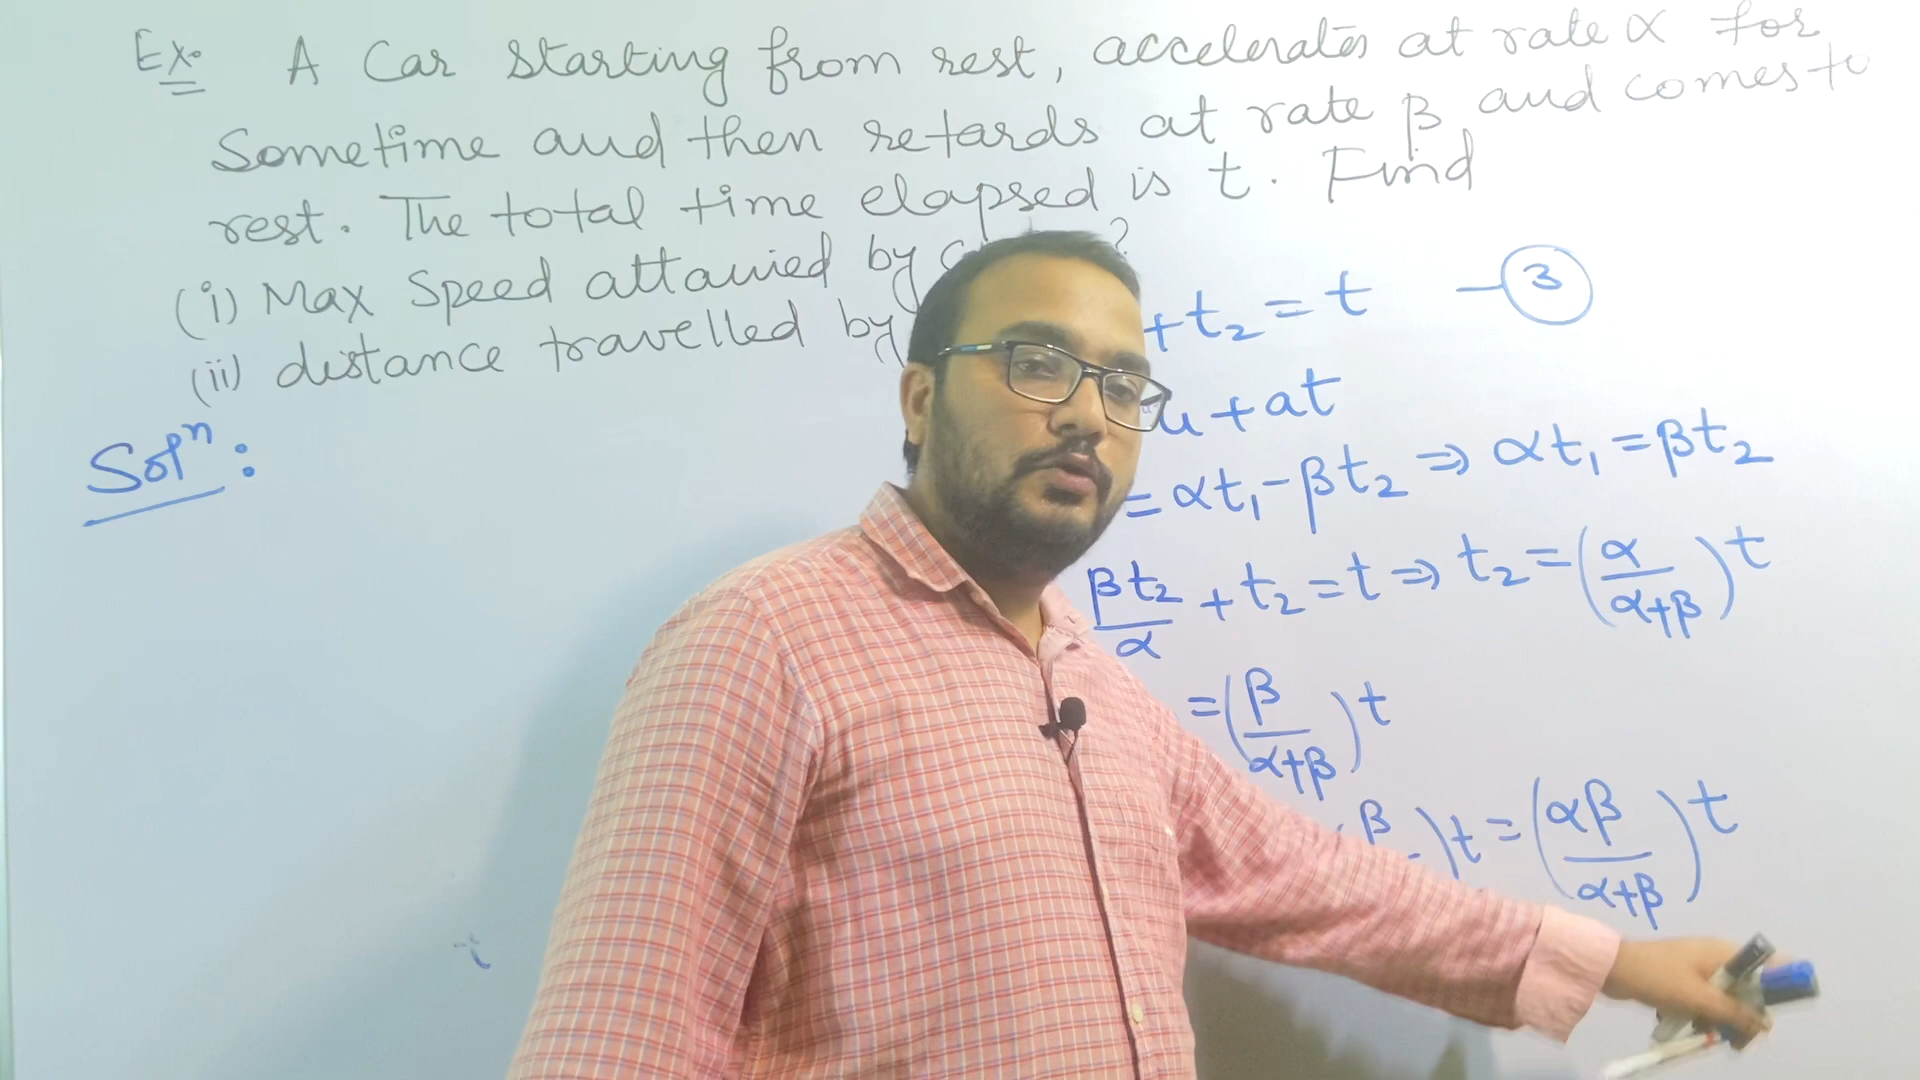 Ex. A Car starting from rest, accelerates at rate α for
Sometime and then retards at rate β and comes to
rest. The total time elapsed is t. Find
(i) Max Speed attained by ?
(ii) distance travelled by
Solⁿ:
+t₂ = t — ③
u + at
= αt₁ - βt₂ ⇒ αt₁ = βt₂
βt₂/α + t₂ = t ⇒ t₂ = (α/(α+β)) t
= (β/(α+β)) t
β )t = (αβ/(α+β)) t